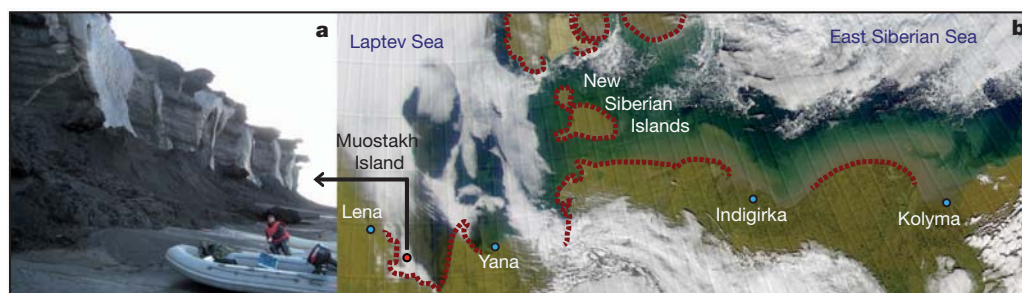 a
Laptev Sea
East Siberian Sea
b
New
Siberian
Islands
Muostakh
Island
Lena
Yana
Indigirka
Kolyma